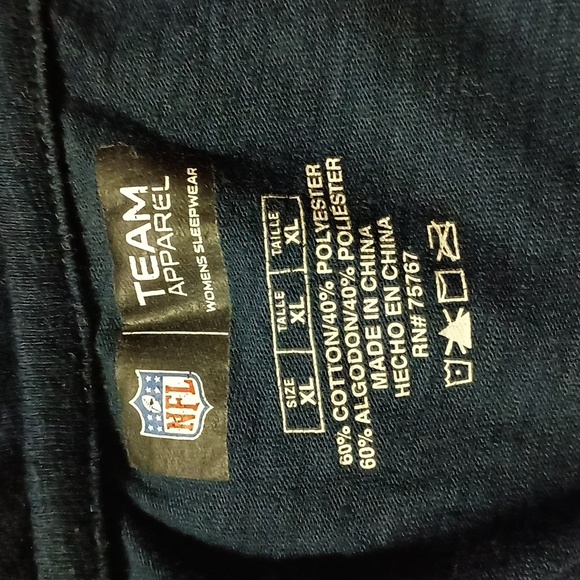 NFL
TEAM
APPAREL
WOMENS SLEEPWEAR
SIZE TALLE TAILLE
XL XL XL
60% COTTON/40% POLYESTER
60% ALGODON/40% POLIESTER
MADE IN CHINA
HECHO EN CHINA
RN# 75767